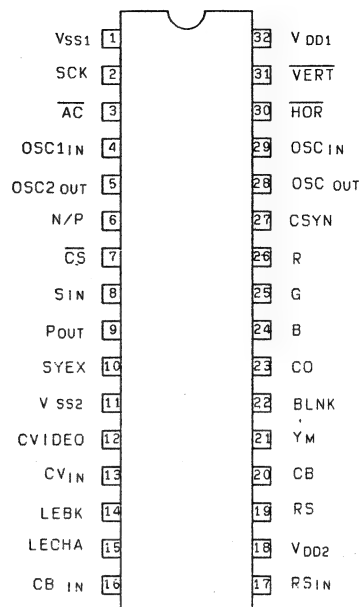 VSS1 1 32 VDD1
SCK 2 31 VERT
AC 3 30 HOR
OSC1IN 4 29 OSCIN
OSC2OUT 5 28 OSCOUT
N/P 6 27 CSYN
CS 7 26 R
SIN 8 25 G
POUT 9 24 B
SYEX 10 23 CO
VSS2 11 22 BLNK
CVIDEO 12 21 YM
CVIN 13 20 CB
LEBK 14 19 RS
LECHA 15 18 VDD2
CBIN 16 17 RSIN